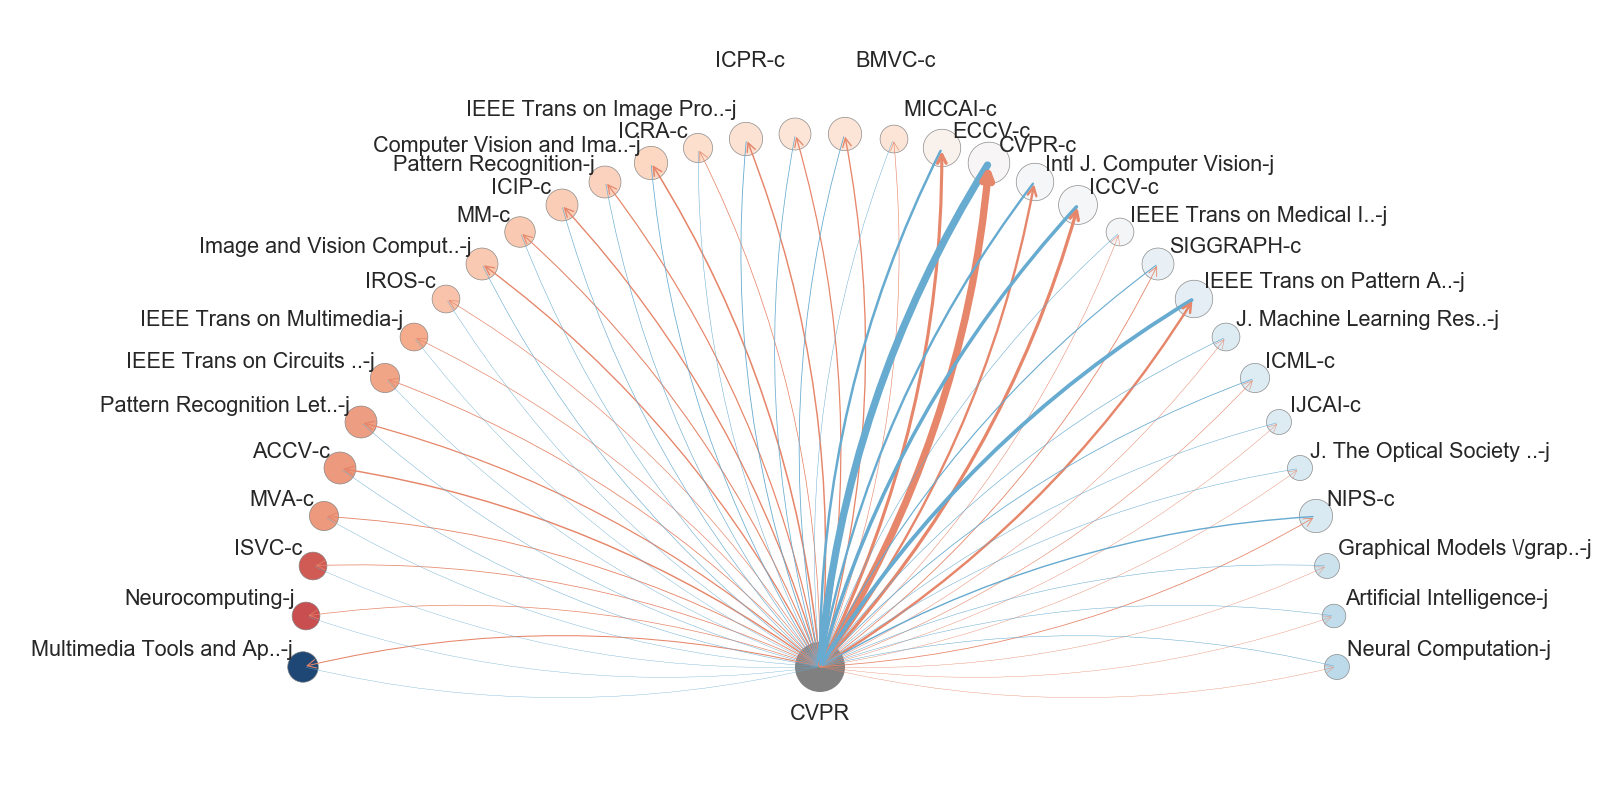 ICPR-c
BMVC-c
IEEE Trans on Image Pro..-j
MICCAI-c
ICRA-c
ECCV-c
Computer Vision and Ima..-j
CVPR-c
Pattern Recognition-j
Intl J. Computer Vision-j
ICIP-c
ICCV-c
MM-c
IEEE Trans on Medical I..-j
Image and Vision Comput..-j
SIGGRAPH-c
IROS-c
IEEE Trans on Pattern A..-j
IEEE Trans on Multimedia-j
J. Machine Learning Res..-j
IEEE Trans on Circuits ..-j
ICML-c
Pattern Recognition Let..-j
IJCAI-c
ACCV-c
J. The Optical Society ..-j
MVA-c
NIPS-c
ISVC-c
Graphical Models \/grap..-j
Neurocomputing-j
Artificial Intelligence-j
Multimedia Tools and Ap..-j
Neural Computation-j
CVPR